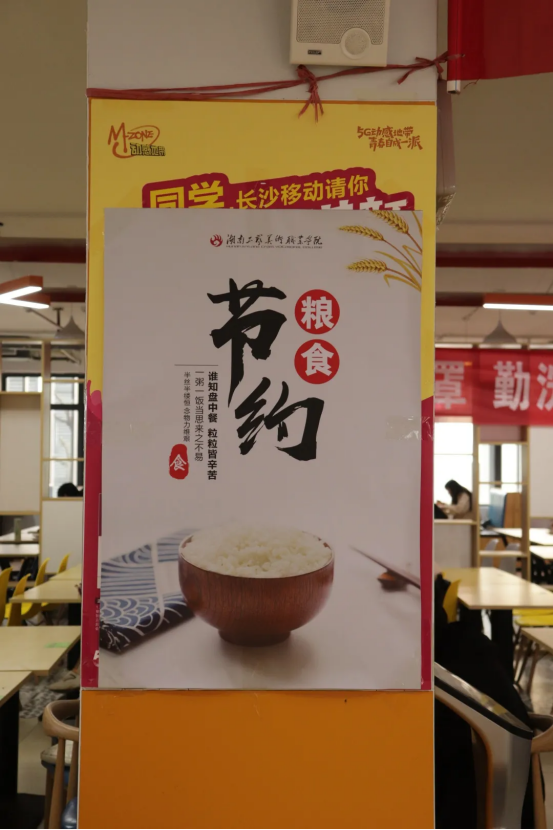 M-ZONE
动感地带
5G动感地带
青春自成一派
同学
长沙移动请你
湖南工艺美术职业学院
节约
粮食
谁知盘中餐 粒粒皆辛苦
一粥一饭当思来之不易
半丝半缕恒念物力维艰
食
罩 勤洗